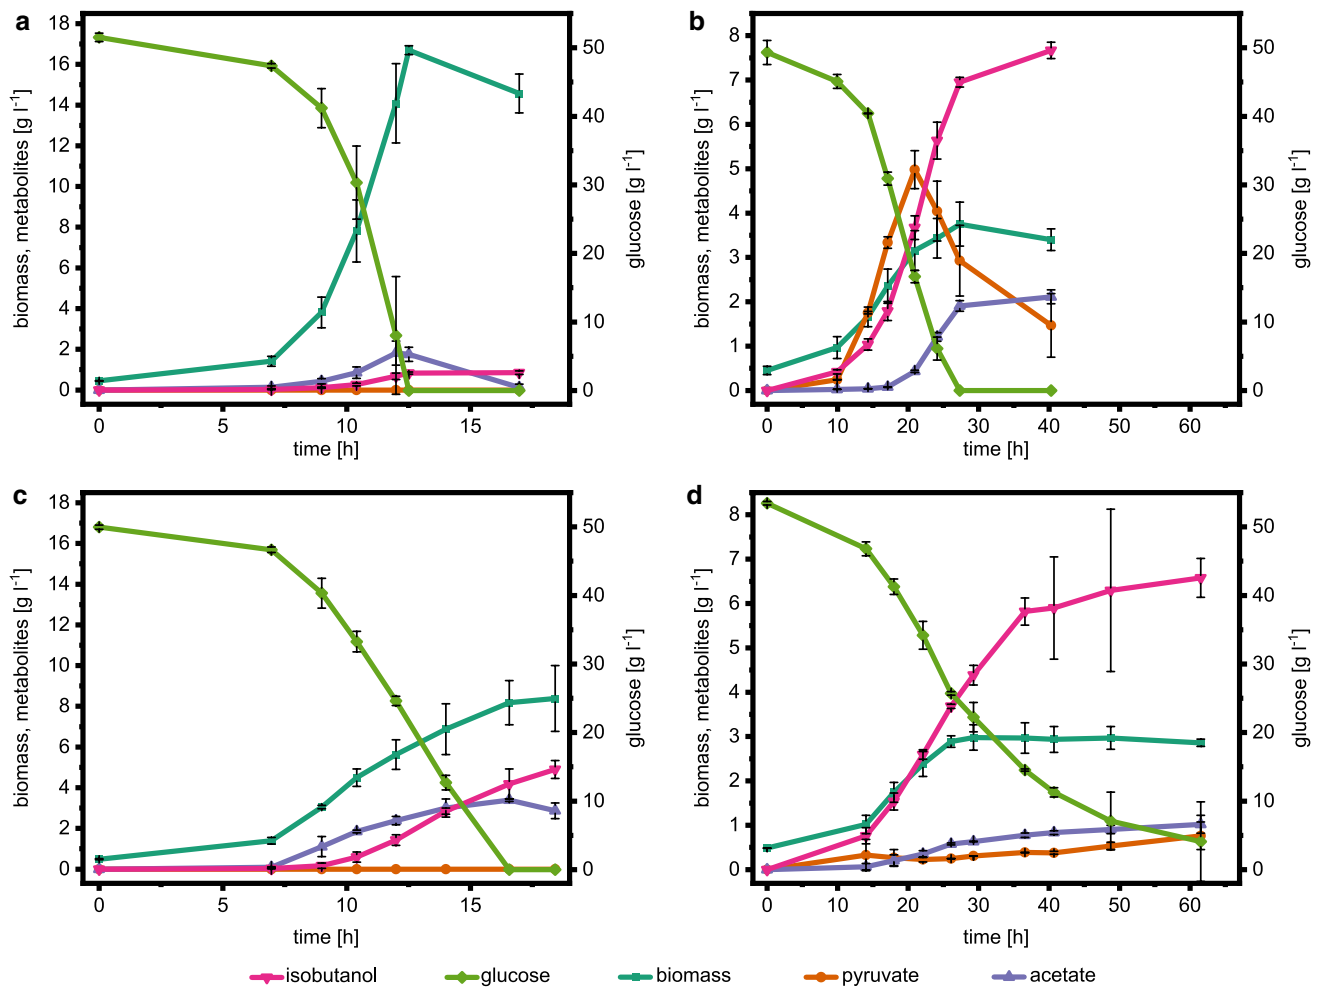 a
18
16
14
12
10
8
6
4
2
0
biomass, metabolites [g l-1]
50
40
30
20
10
0
glucose [g l-1]
0 5 10 15
time [h]
b
8
7
6
5
4
3
2
1
0
biomass, metabolites [g l-1]
50
40
30
20
10
0
glucose [g l-1]
0 10 20 30 40 50 60
time [h]
c
18
16
14
12
10
8
6
4
2
0
biomass, metabolites [g l-1]
50
40
30
20
10
0
glucose [g l-1]
0 5 10 15
time [h]
d
8
7
6
5
4
3
2
1
0
biomass, metabolites [g l-1]
50
40
30
20
10
0
glucose [g l-1]
0 10 20 30 40 50 60
time [h]
isobutanol glucose biomass pyruvate acetate